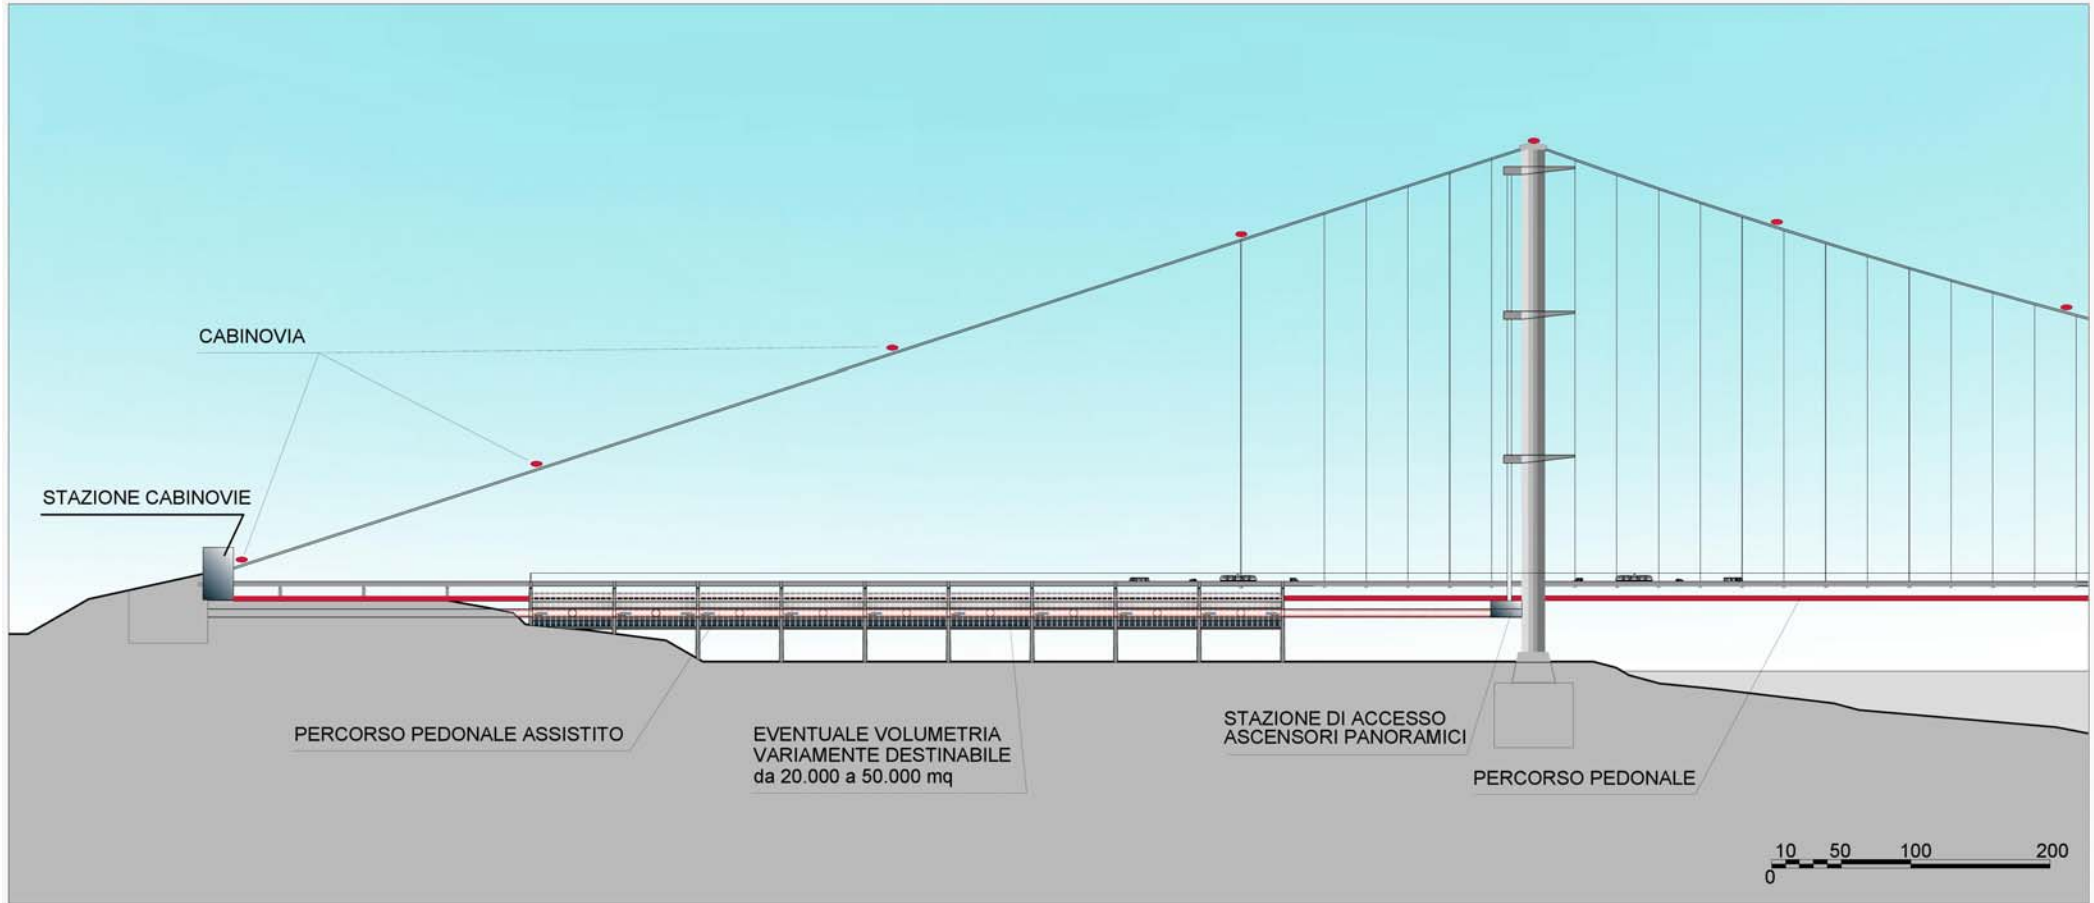 CABINOVIA
STAZIONE CABINOVIE
PERCORSO PEDONALE ASSISTITO
EVENTUALE VOLUMETRIA
VARIAMENTE DESTINABILE
da 20.000 a 50.000 mq
STAZIONE DI ACCESSO
ASCENSORI PANORAMICI
PERCORSO PEDONALE
10 50 100 200
0